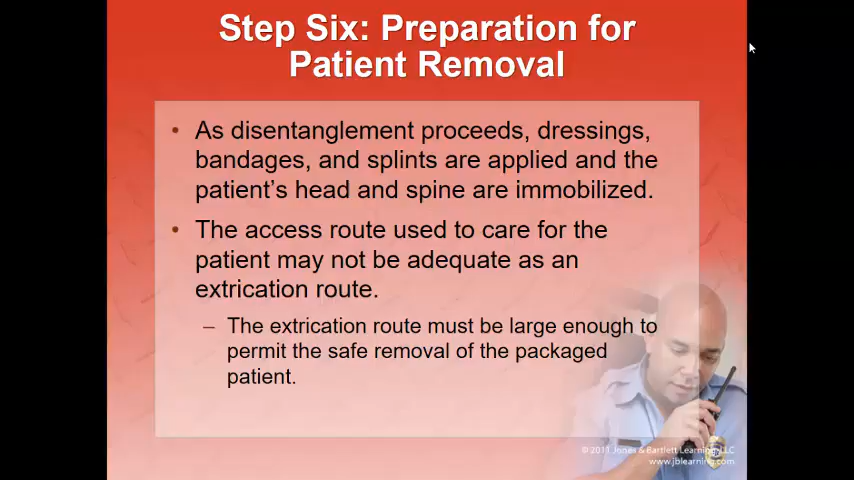 Step Six: Preparation for
Patient Removal
• As disentanglement proceeds, dressings,
bandages, and splints are applied and the
patient's head and spine are immobilized.
• The access route used to care for the
patient may not be adequate as an
extrication route.
– The extrication route must be large enough to
permit the safe removal of the packaged
patient.
© 2011 Jones & Bartlett Learning, LLC
www.jblearning.com